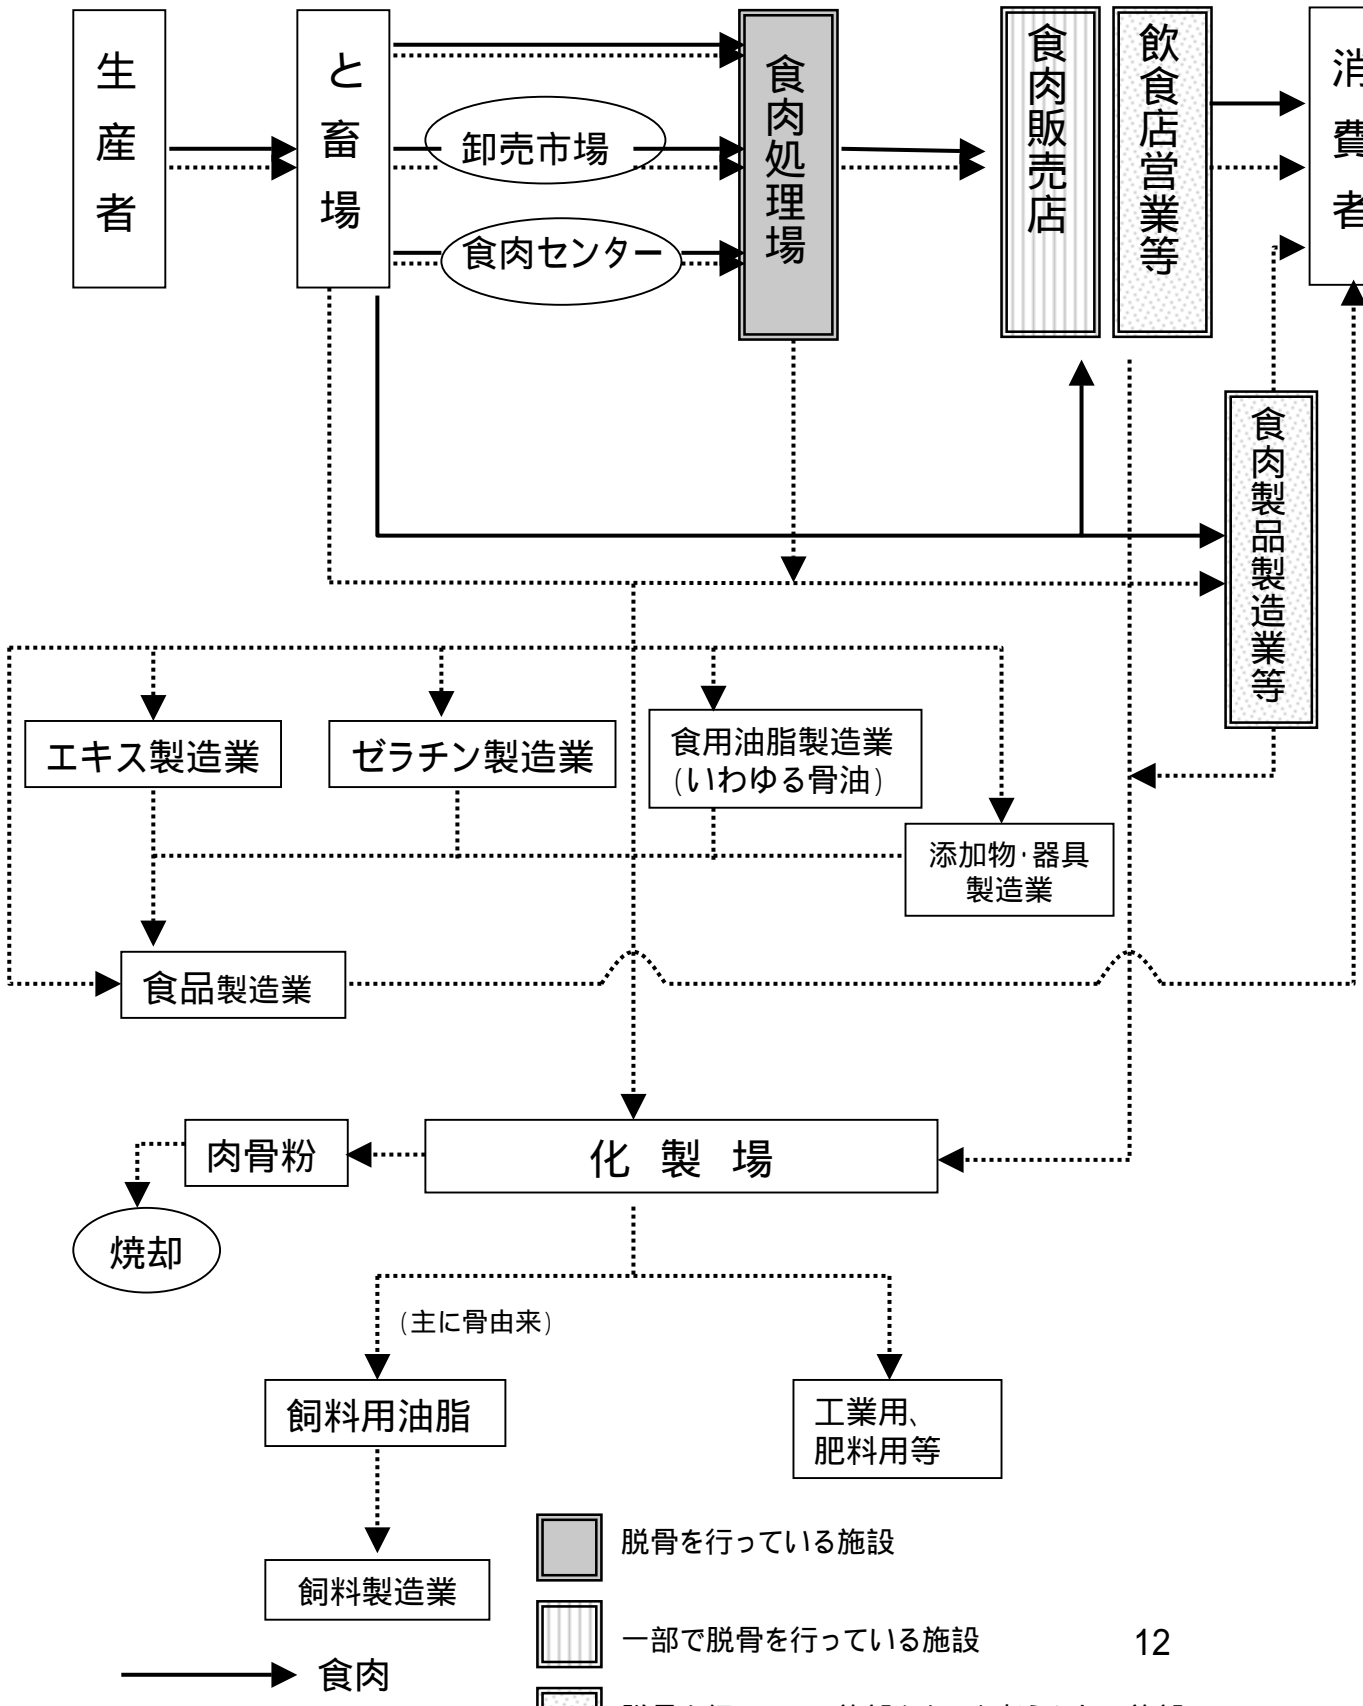 生産者
と畜場
卸売市場
食肉センター
食肉処理場
食肉販売店
飲食店営業等
消費者
食肉製品製造業等
エキス製造業
ゼラチン製造業
食用油脂製造業
(いわゆる骨油)
添加物・器具
製造業
食品製造業
肉骨粉
化製場
焼却
(主に骨由来)
飼料用油脂
工業用、
肥料用等
飼料製造業
脱骨を行っている施設
一部で脱骨を行っている施設
12
食肉